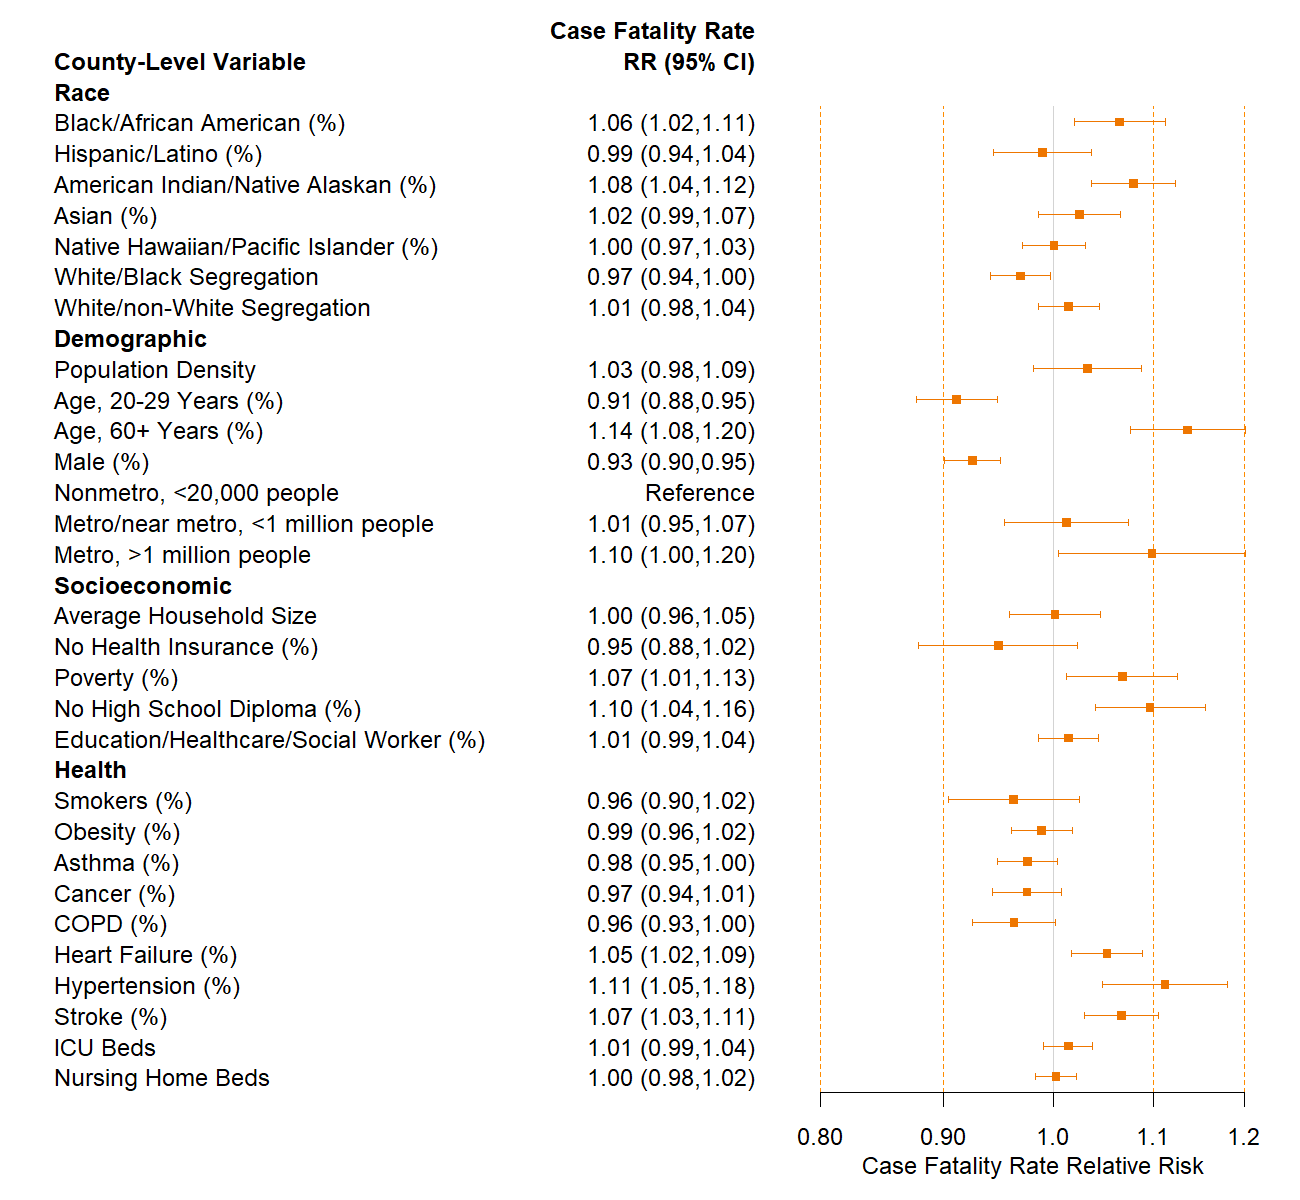 Case Fatality Rate
County-Level Variable RR (95% CI)
Race
Black/African American (%) 1.06 (1.02,1.11)
Hispanic/Latino (%) 0.99 (0.94,1.04)
American Indian/Native Alaskan (%) 1.08 (1.04,1.12)
Asian (%) 1.02 (0.99,1.07)
Native Hawaiian/Pacific Islander (%) 1.00 (0.97,1.03)
White/Black Segregation 0.97 (0.94,1.00)
White/non-White Segregation 1.01 (0.98,1.04)
Demographic
Population Density 1.03 (0.98,1.09)
Age, 20-29 Years (%) 0.91 (0.88,0.95)
Age, 60+ Years (%) 1.14 (1.08,1.20)
Male (%) 0.93 (0.90,0.95)
Nonmetro, <20,000 people Reference
Metro/near metro, <1 million people 1.01 (0.95,1.07)
Metro, >1 million people 1.10 (1.00,1.20)
Socioeconomic
Average Household Size 1.00 (0.96,1.05)
No Health Insurance (%) 0.95 (0.88,1.02)
Poverty (%) 1.07 (1.01,1.13)
No High School Diploma (%) 1.10 (1.04,1.16)
Education/Healthcare/Social Worker (%) 1.01 (0.99,1.04)
Health
Smokers (%) 0.96 (0.90,1.02)
Obesity (%) 0.99 (0.96,1.02)
Asthma (%) 0.98 (0.95,1.00)
Cancer (%) 0.97 (0.94,1.01)
COPD (%) 0.96 (0.93,1.00)
Heart Failure (%) 1.05 (1.02,1.09)
Hypertension (%) 1.11 (1.05,1.18)
Stroke (%) 1.07 (1.03,1.11)
ICU Beds 1.01 (0.99,1.04)
Nursing Home Beds 1.00 (0.98,1.02)
0.80 0.90 1.0 1.1 1.2
Case Fatality Rate Relative Risk